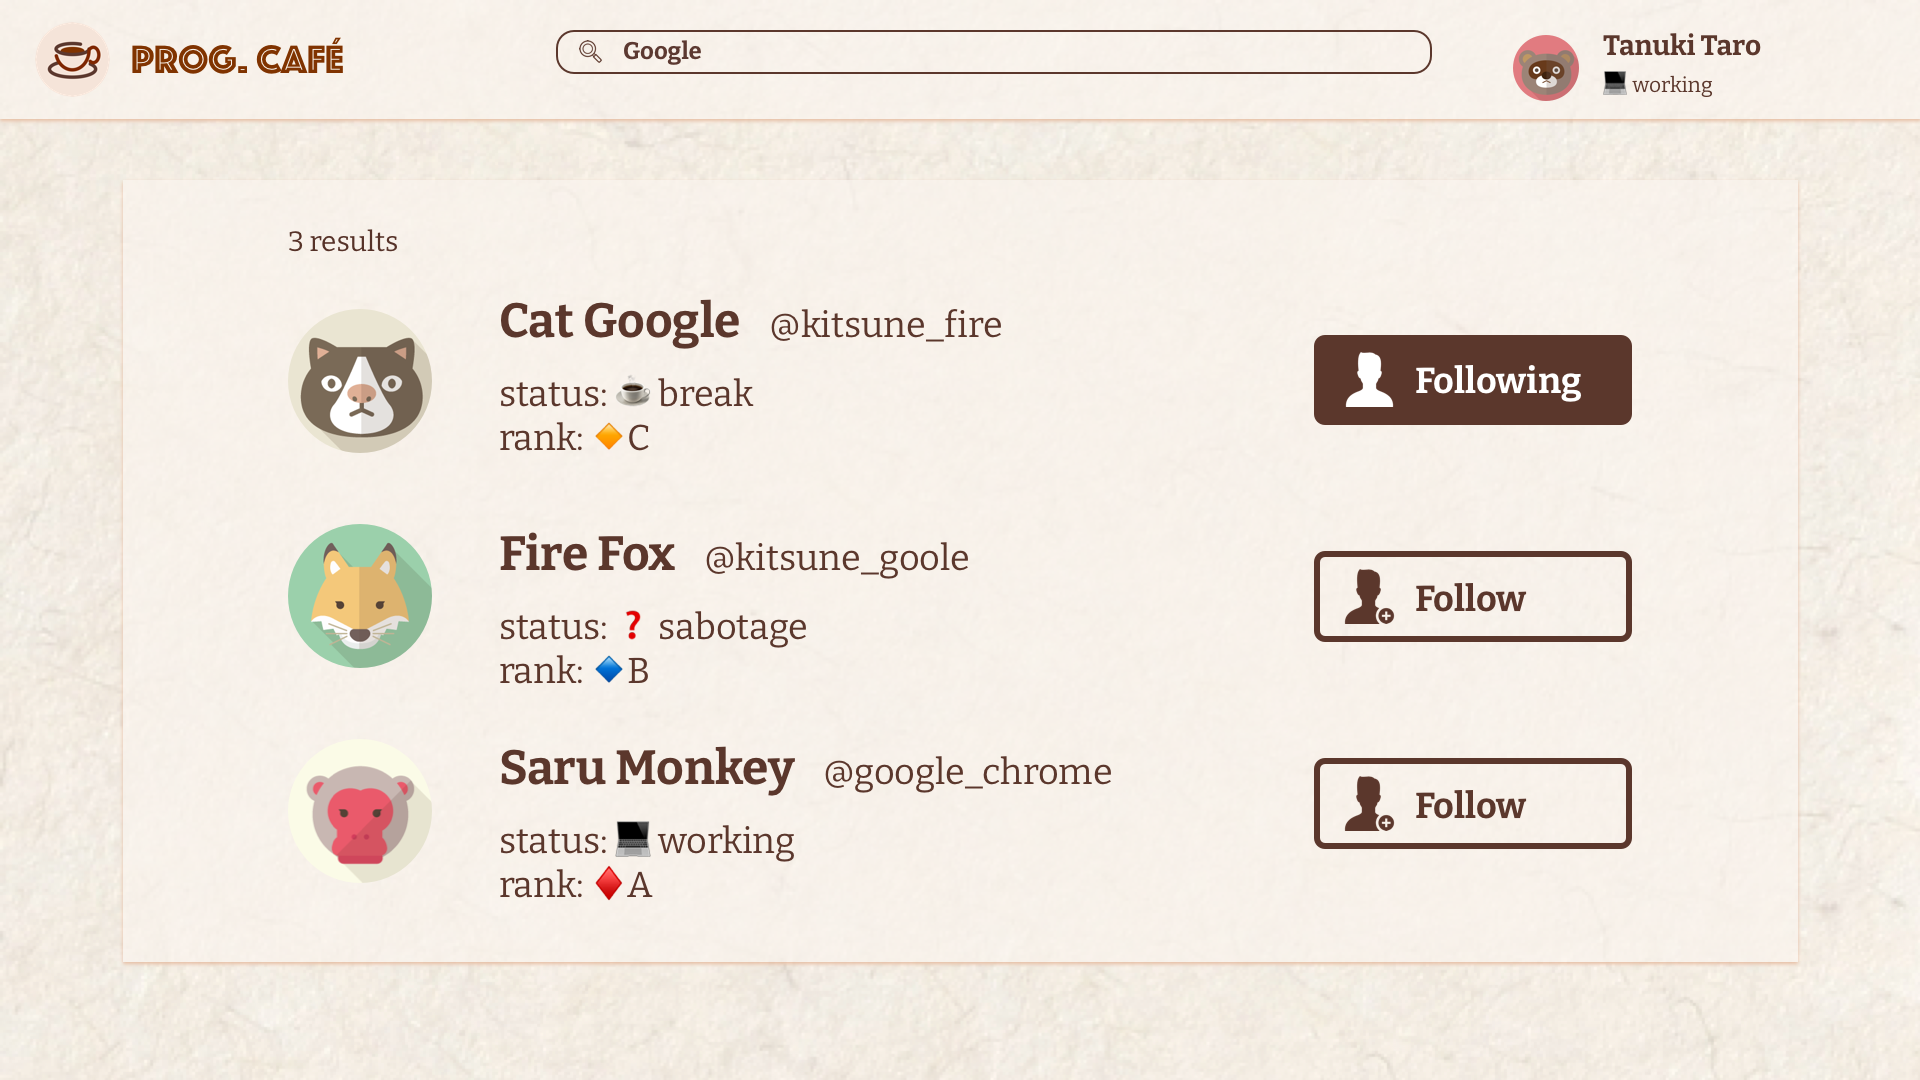 PROG. CAFÉ
Google
Tanuki Taro
working
3 results
Cat Google @kitsune_fire
status: ☕ break
rank: 🔶 C
Following
Fire Fox @kitsune_goole
status: ❓ sabotage
rank: 🔷 B
Follow
Saru Monkey @google_chrome
status: 💻 working
rank: ♦️ A
Follow